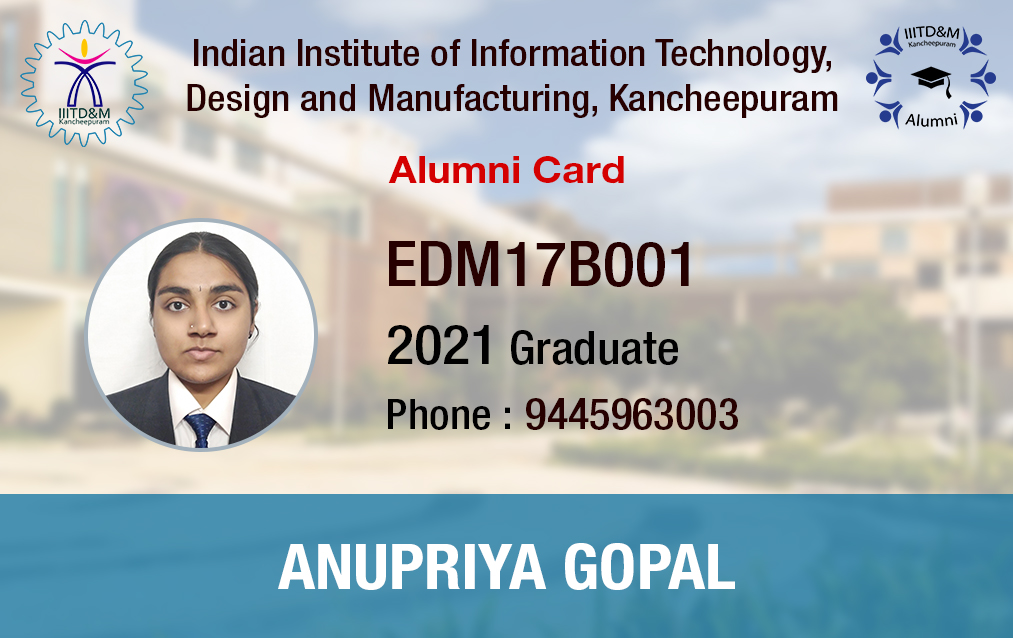 Indian Institute of Information Technology,
Design and Manufacturing, Kancheepuram
IIITD&M
Kancheepuram
IIITD&M
Kancheepuram
Alumni
Alumni Card
EDM17B001
2021 Graduate
Phone : 9445963003
ANUPRIYA GOPAL